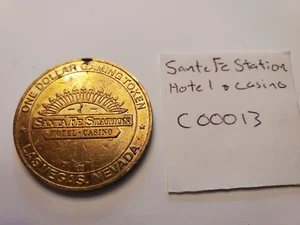 ONE DOLLAR GAMING TOKEN
SANTA FE STATION
HOTEL - CASINO
LAS VEGAS, NEVADA
Santa Fe Station
Hotel & Casino
C00013